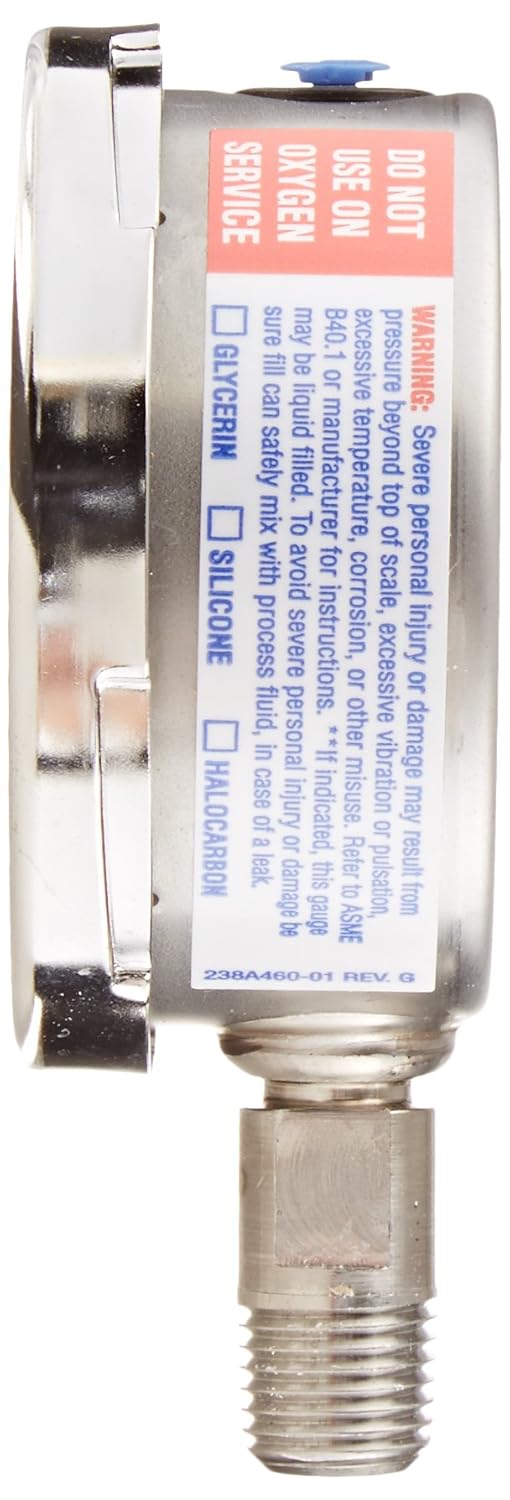 DO NOT
USE ON
OXYGEN
SERVICE
WARNING: Severe personal injury or damage may result from
pressure beyond top of scale, excessive vibration or pulsation,
excessive temperature, corrosion, or other misuse. Refer to ASME
B40.1 or manufacturer for instructions. **If indicated, this gauge
may be liquid filled. To avoid severe personal injury or damage be
sure fill can safely mix with process fluid, in case of a leak.
GLYCERIN SILICONE HALOCARBON
238A460-01 REV. G